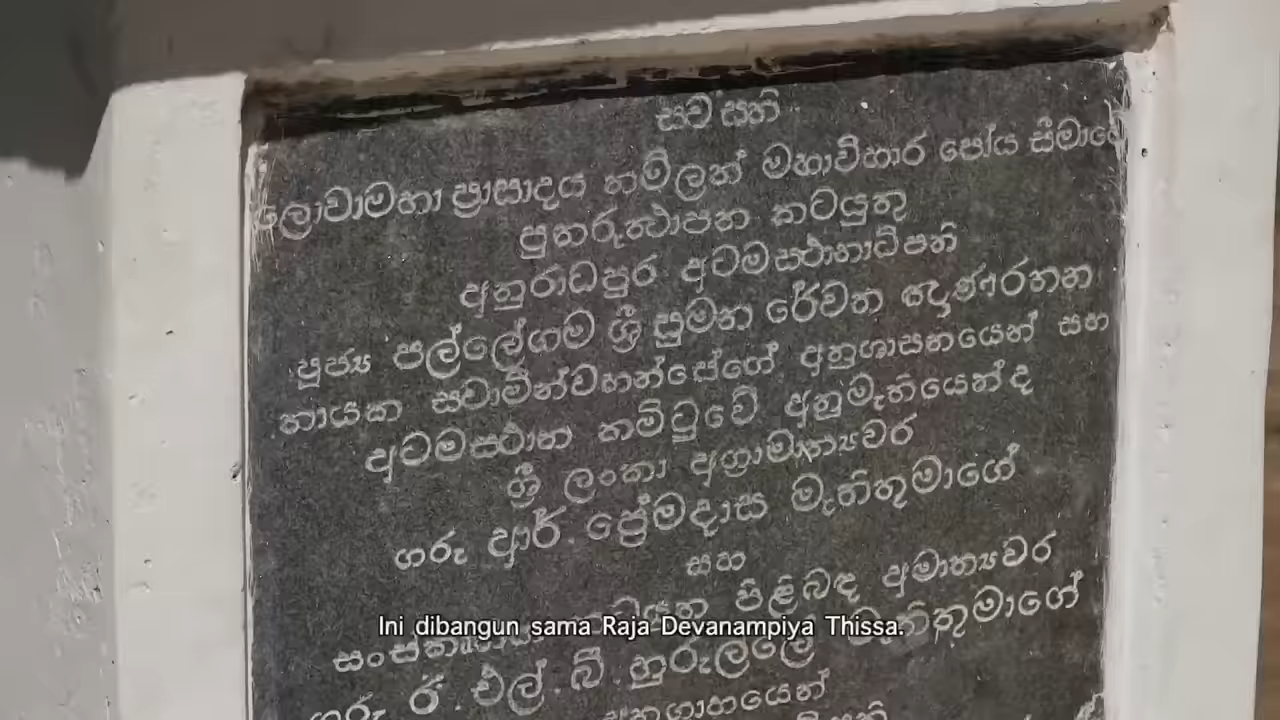 සව සති
ලොවාමහා ප්‍රාසාදය නම්ලත් මහාවිහාර පෝය සීමාවේ
පුනරුත්‍ථාපන කටයුතු
අනුරාධපුර අටමස්ථානාධිපති
පූජ්‍ය පල්ලේගම ශ්‍රී සුමන රේවත ඤාණරතන
නායක ස්වාමීන්වහන්සේගේ අනුශාසනයෙන් සහ
අටමස්ථාන කමිටුවේ අනුමැතියෙන්ද
ශ්‍රී ලංකා අග්‍රාමාත්‍යවර
ගරු ආර්. ප්‍රේමදාස මැතිතුමාගේ
සහ
පිළිබඳ අමාත්‍යවර
ගරු ඊ. එල්. බී. හුරුල්ලේ මැතිතුමාගේ
Ini dibangun sama Raja Devanampiya Thissa.